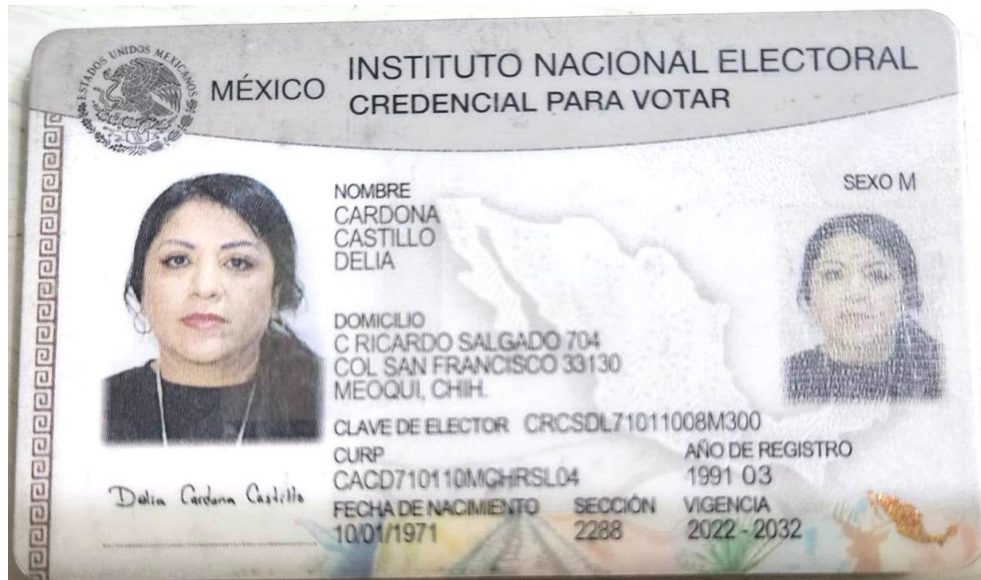 ESTADOS UNIDOS MEXICANOS
MÉXICO
INSTITUTO NACIONAL ELECTORAL
CREDENCIAL PARA VOTAR
SEXO M
NOMBRE
CARDONA
CASTILLO
DELIA
DOMICILIO
C RICARDO SALGADO 704
COL SAN FRANCISCO 33130
MEOQUI, CHIH.
CLAVE DE ELECTOR CRCSDL71011008M300
CURP
CACD710110MCHRSL04
AÑO DE REGISTRO
1991 03
FECHA DE NACIMIENTO
10/01/1971
SECCIÓN
2288
VIGENCIA
2022 - 2032
Delia Cardona Castillo